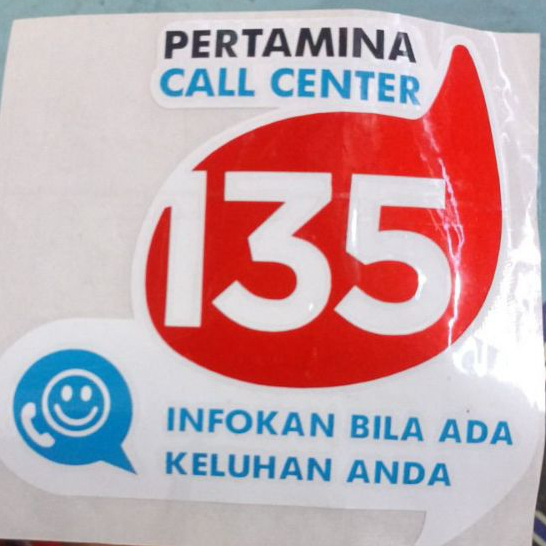 PERTAMINA
CALL CENTER
135
INFOKAN BILA ADA
KELUHAN ANDA